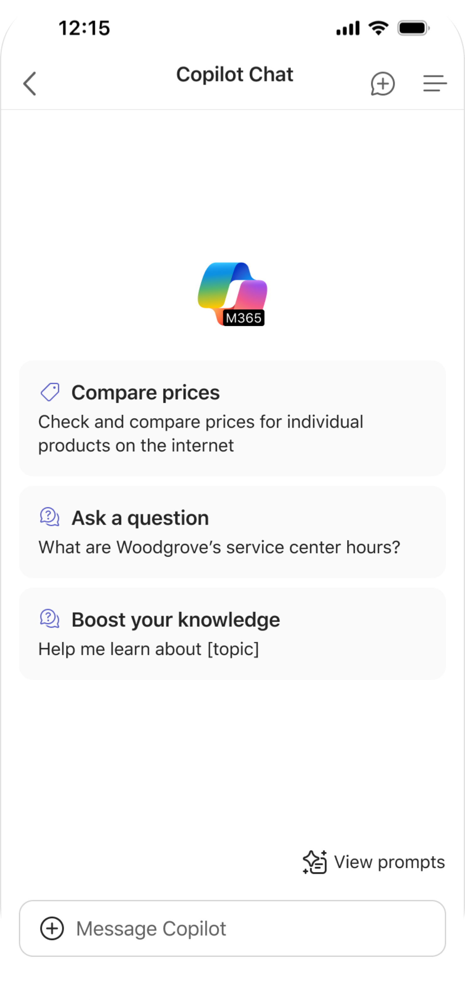 12:15
Copilot Chat
M365
Compare prices
Check and compare prices for individual
products on the internet
Ask a question
What are Woodgrove’s service center hours?
Boost your knowledge
Help me learn about [topic]
View prompts
Message Copilot